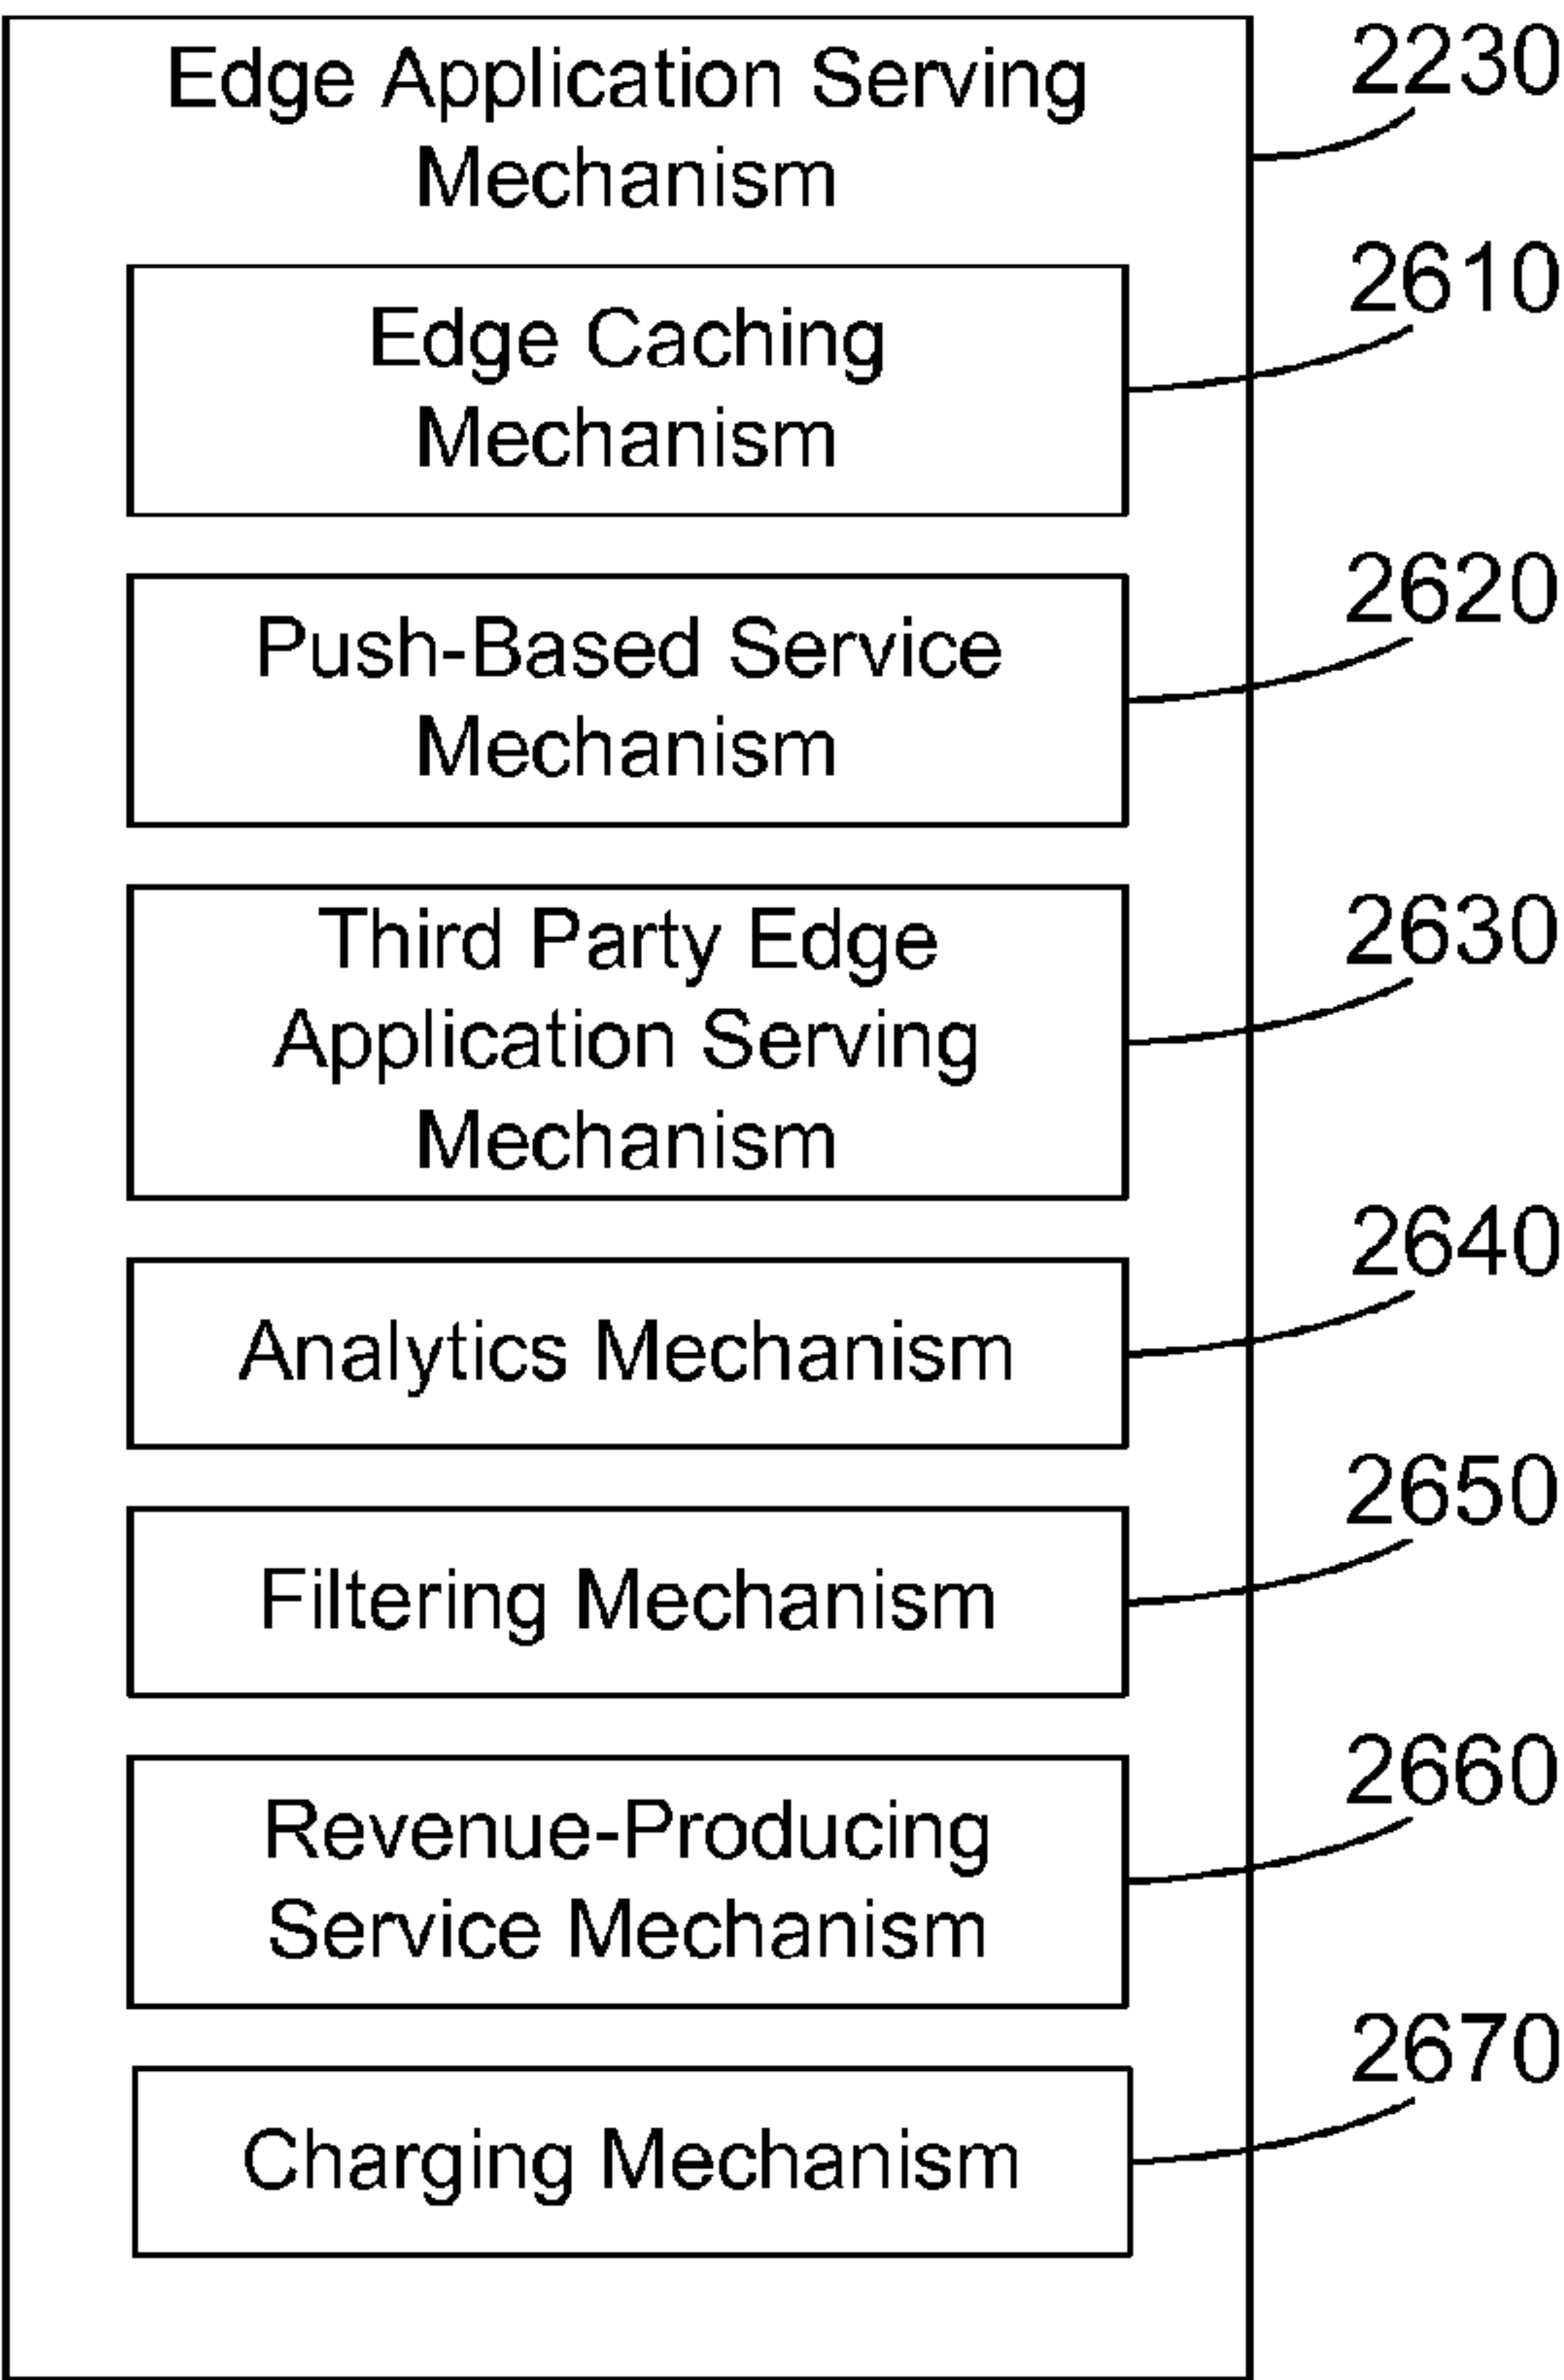 Edge Application Serving
Mechanism
2230
Edge Caching
Mechanism
2610
Push-Based Service
Mechanism
2620
Third Party Edge
Application Serving
Mechanism
2630
Analytics Mechanism
2640
Filtering Mechanism
2650
Revenue-Producing
Service Mechanism
2660
Charging Mechanism
2670